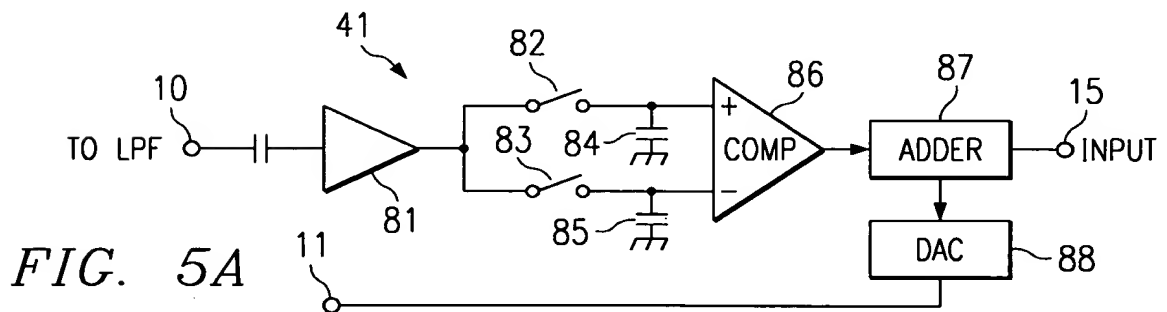 41
82
86
87
15
10
TO LPF
81
83
84
+
COMP
−
ADDER
INPUT
85
DAC
88
11
FIG. 5A